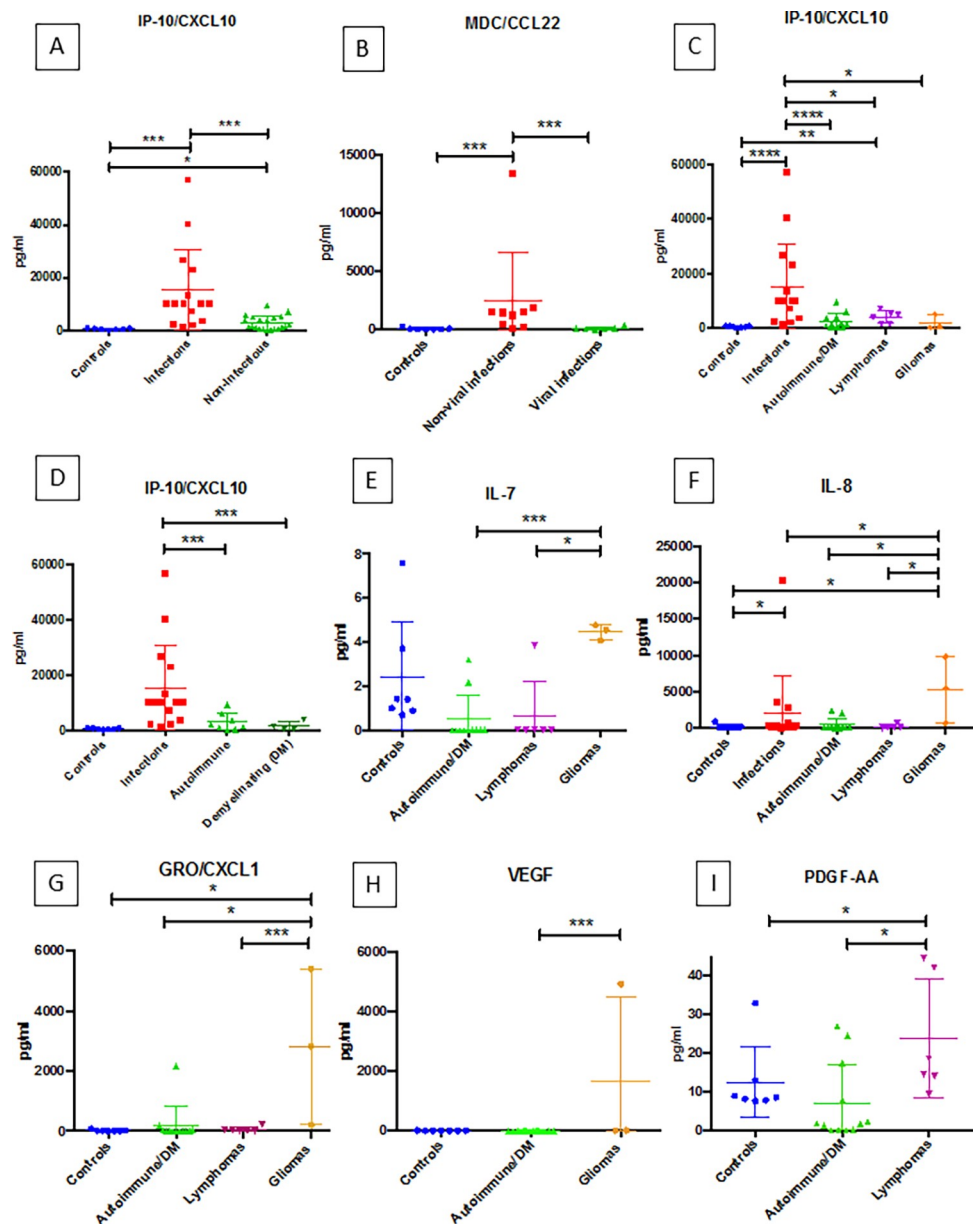 A
IP-10/CXCL10
***
***
*
60000
40000
20000
0
pg/ml
Controls
Infections
Non-Infectious
B
MDC/CCL22
***
***
15000
10000
5000
0
pg/ml
Controls
Non-viral infections
Viral infections
C
IP-10/CXCL10
*
*
****
**
****
60000
40000
20000
0
pg/ml
Controls
Infections
Autoimmune/DM
Lymphomas
Gliomas
D
IP-10/CXCL10
***
***
60000
40000
20000
0
pg/ml
Controls
Infections
Autoimmune
Demyelinating (DM)
E
IL-7
***
*
8
6
4
2
0
pg/ml
Controls
Autoimmune/DM
Lymphomas
Gliomas
F
IL-8
*
*
*
*
*
25000
20000
15000
10000
5000
0
pg/ml
Controls
Infections
Autoimmune/DM
Lymphomas
Gliomas
G
GRO/CXCL1
*
*
***
6000
4000
2000
0
pg/ml
Controls
Autoimmune/DM
Lymphomas
Gliomas
H
VEGF
***
6000
4000
2000
0
pg/ml
Controls
Autoimmune/DM
Gliomas
I
PDGF-AA
*
*
40
30
20
10
0
pg/ml
Controls
Autoimmune/DM
Lymphomas